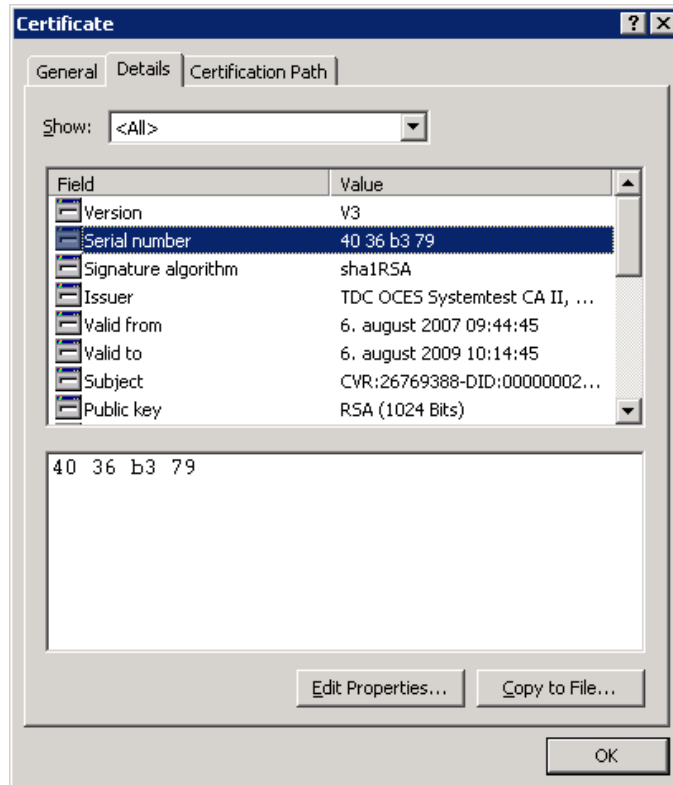 Certificate
General Details Certification Path
Show: <All>
Field Value
Version V3
Serial number 40 36 b3 79
Signature algorithm sha1RSA
Issuer TDC OCES Systemtest CA II, ...
Valid from 6. august 2007 09:44:45
Valid to 6. august 2009 10:14:45
Subject CVR:26769388-DID:00000002...
Public key RSA (1024 Bits)
40 36 b3 79
Edit Properties... Copy to File...
OK